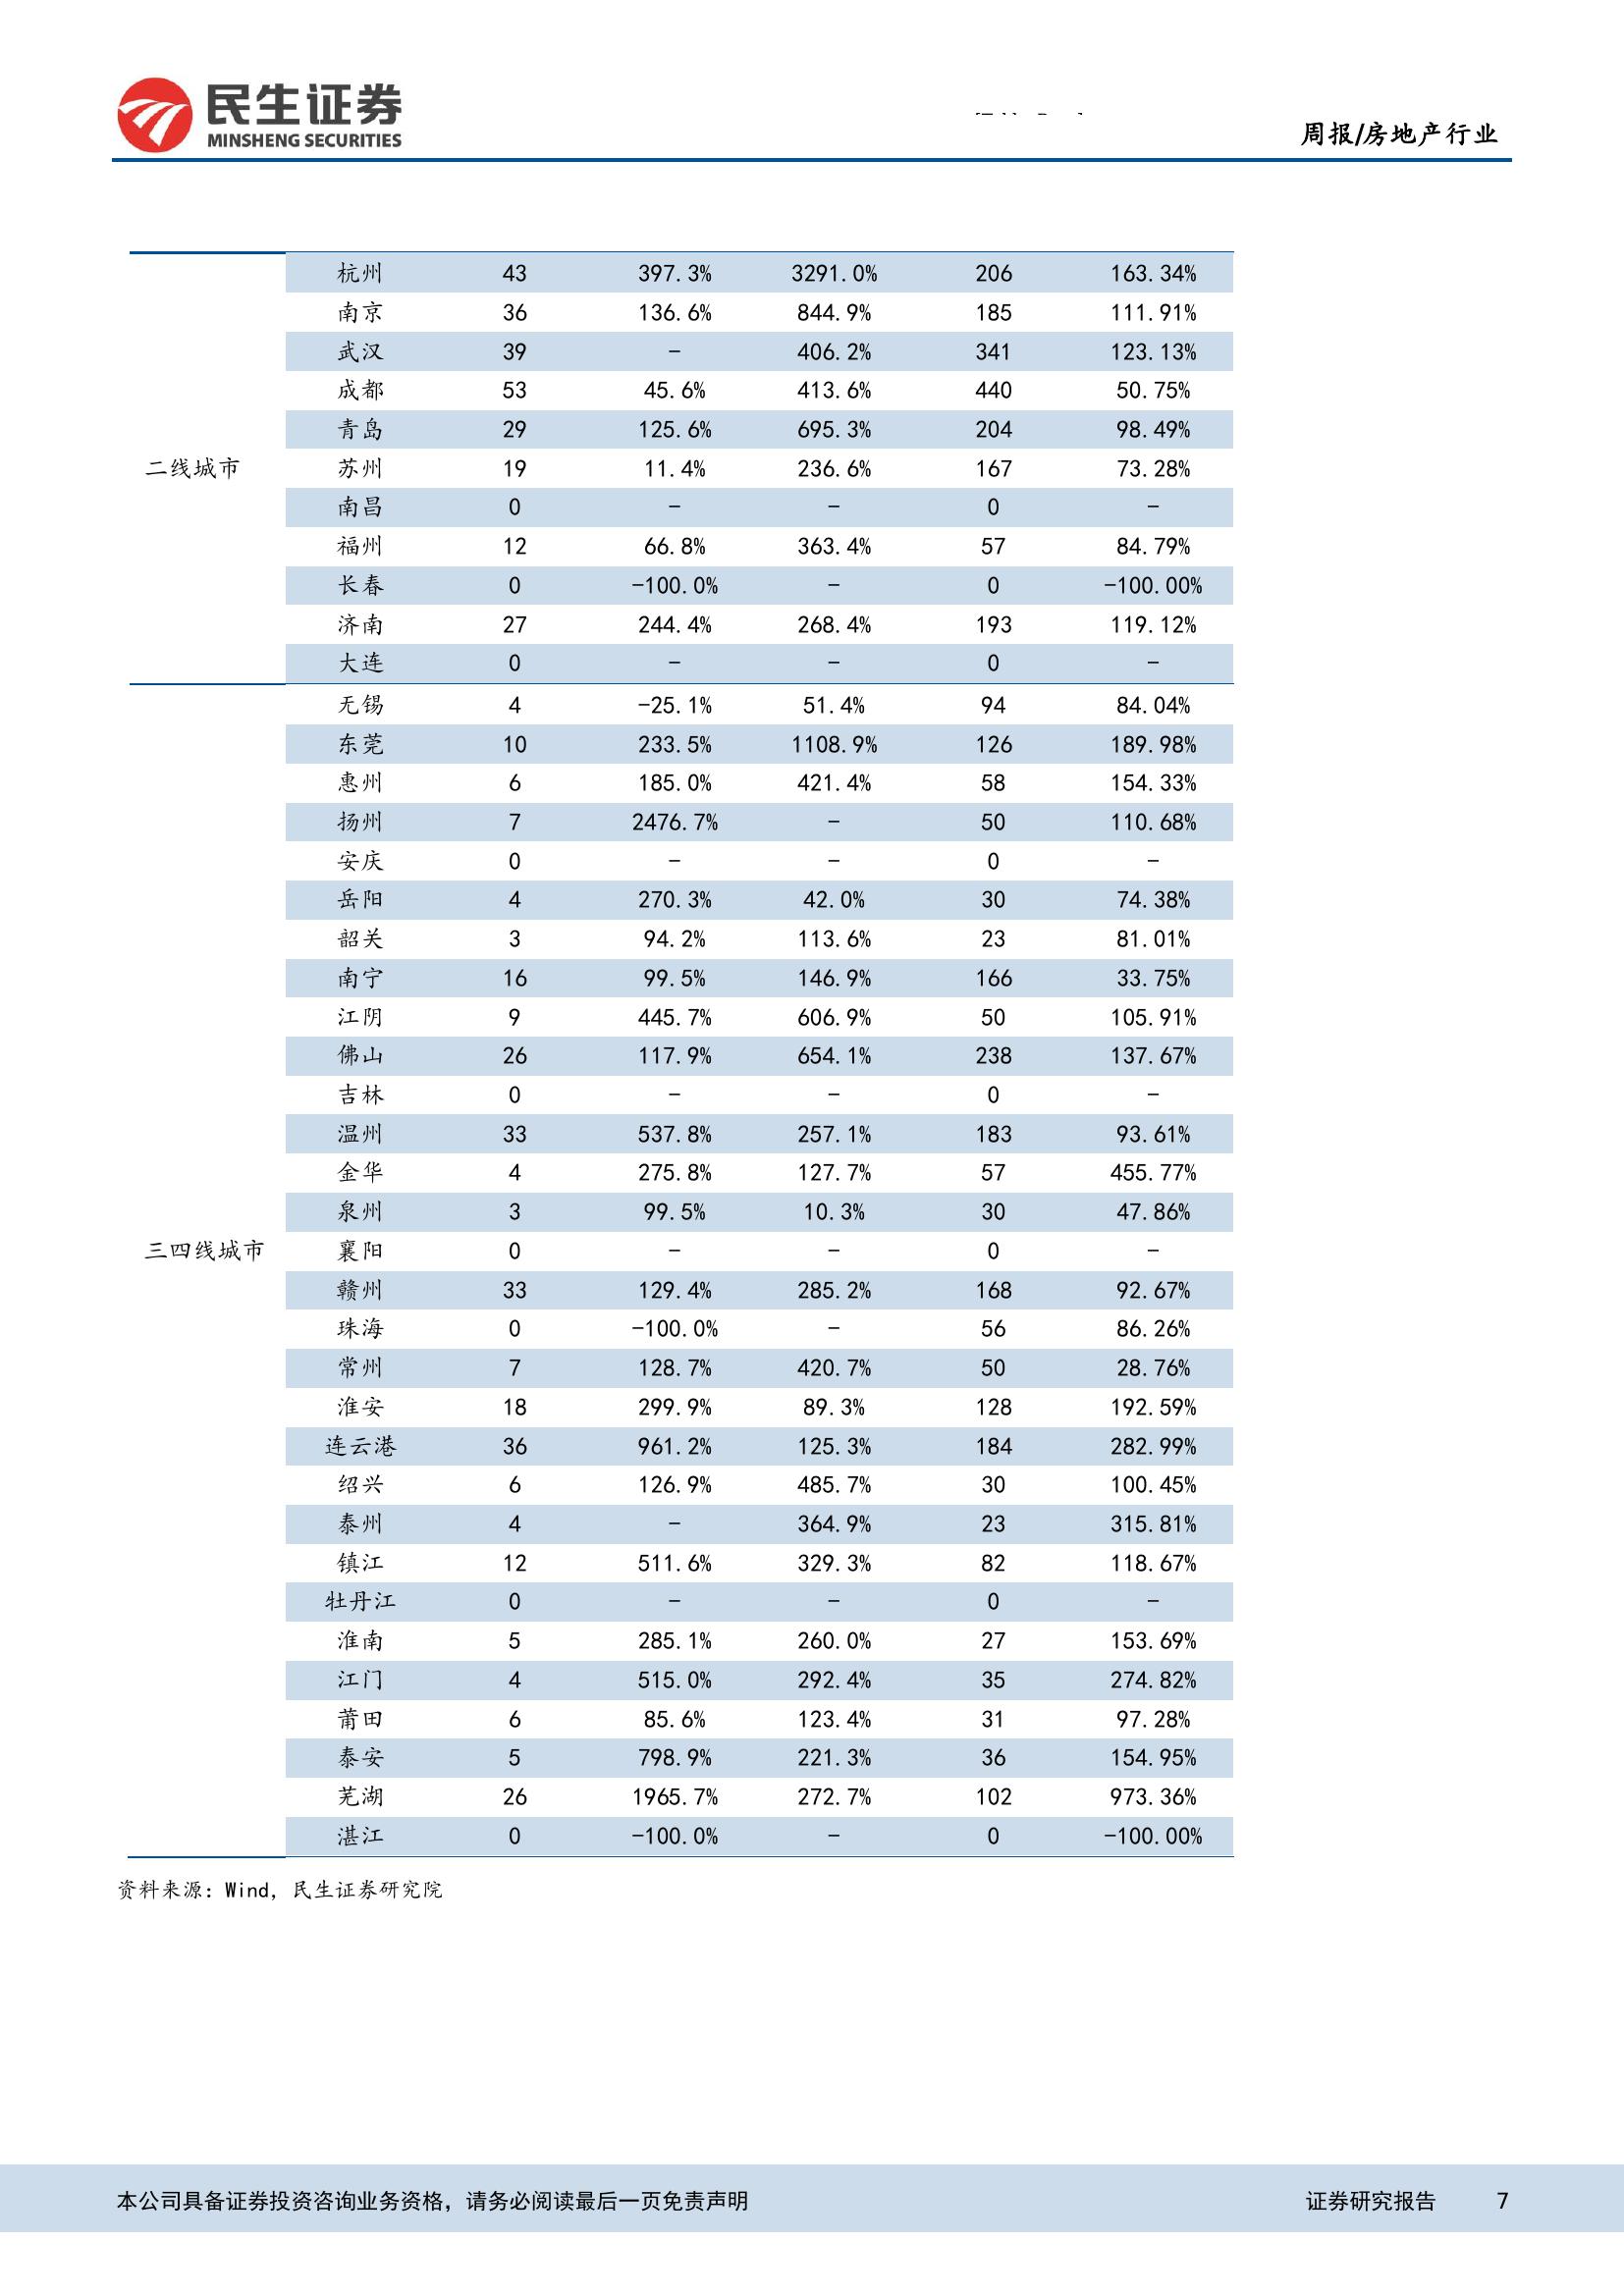 民生证券
MINSHENG SECURITIES
周报/房地产行业
杭州 43 397.3% 3291.0% 206 163.34%
南京 36 136.6% 844.9% 185 111.91%
武汉 39 - 406.2% 341 123.13%
成都 53 45.6% 413.6% 440 50.75%
青岛 29 125.6% 695.3% 204 98.49%
二线城市 苏州 19 11.4% 236.6% 167 73.28%
南昌 0 - - 0 -
福州 12 66.8% 363.4% 57 84.79%
长春 0 -100.0% - 0 -100.00%
济南 27 244.4% 268.4% 193 119.12%
大连 0 - - 0 -
无锡 4 -25.1% 51.4% 94 84.04%
东莞 10 233.5% 1108.9% 126 189.98%
惠州 6 185.0% 421.4% 58 154.33%
扬州 7 2476.7% - 50 110.68%
安庆 0 - - 0 -
岳阳 4 270.3% 42.0% 30 74.38%
韶关 3 94.2% 113.6% 23 81.01%
南宁 16 99.5% 146.9% 166 33.75%
江阴 9 445.7% 606.9% 50 105.91%
佛山 26 117.9% 654.1% 238 137.67%
吉林 0 - - 0 -
温州 33 537.8% 257.1% 183 93.61%
金华 4 275.8% 127.7% 57 455.77%
泉州 3 99.5% 10.3% 30 47.86%
三四线城市 襄阳 0 - - 0 -
赣州 33 129.4% 285.2% 168 92.67%
珠海 0 -100.0% - 56 86.26%
常州 7 128.7% 420.7% 50 28.76%
淮安 18 299.9% 89.3% 128 192.59%
连云港 36 961.2% 125.3% 184 282.99%
绍兴 6 126.9% 485.7% 30 100.45%
泰州 4 - 364.9% 23 315.81%
镇江 12 511.6% 329.3% 82 118.67%
牡丹江 0 - - 0 -
淮南 5 285.1% 260.0% 27 153.69%
江门 4 515.0% 292.4% 35 274.82%
莆田 6 85.6% 123.4% 31 97.28%
泰安 5 798.9% 221.3% 36 154.95%
芜湖 26 1965.7% 272.7% 102 973.36%
湛江 0 -100.0% - 0 -100.00%
资料来源：Wind，民生证券研究院
本公司具备证券投资咨询业务资格，请务必阅读最后一页免责声明 证券研究报告 7